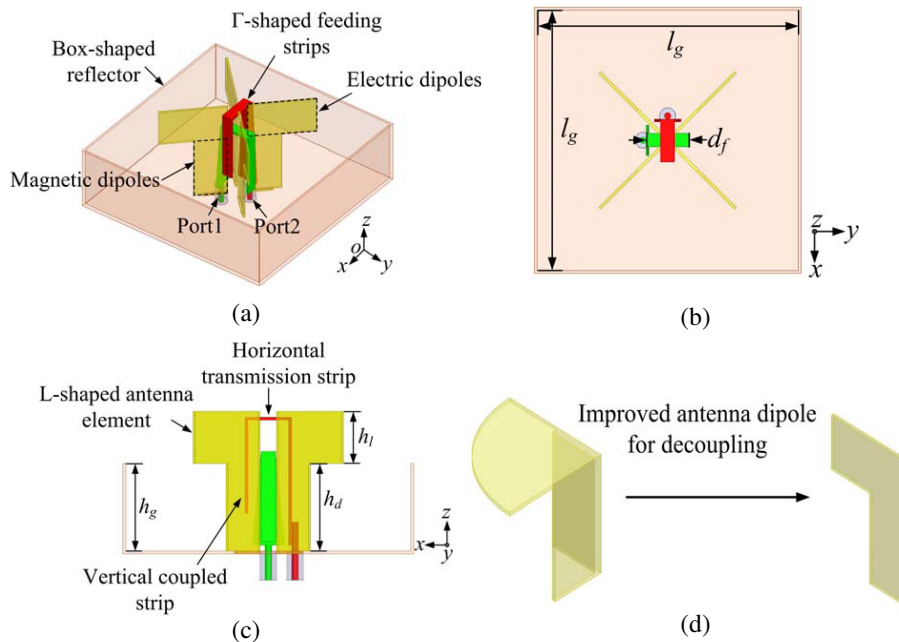 Γ-shaped feeding
strips
Box-shaped
reflector
Electric dipoles
Magnetic dipoles
Port1
Port2
z
o
x
y
(a)
l_g
l_g
d_f
z
y
x
(b)
Horizontal
transmission strip
L-shaped antenna
element
h_l
h_g
h_d
z
x
y
Vertical coupled
strip
(c)
Improved antenna dipole
for decoupling
(d)